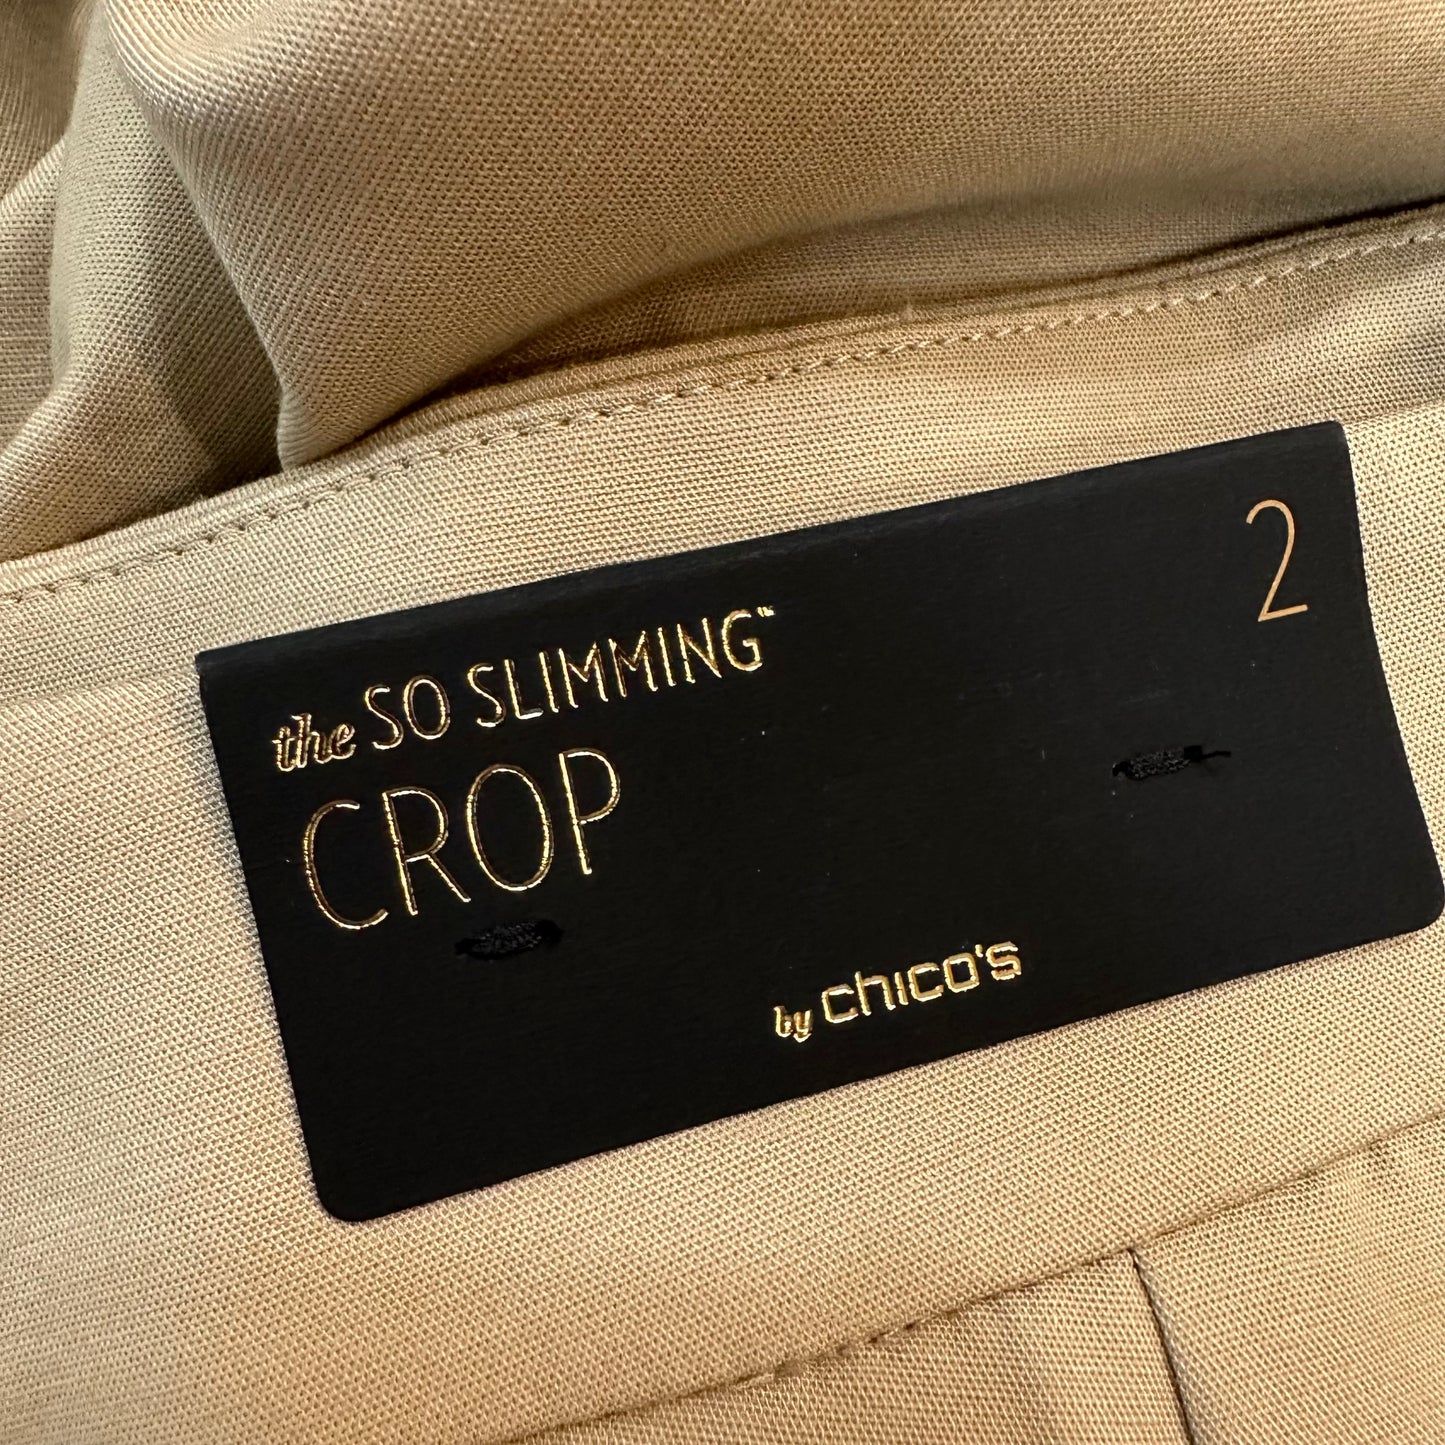 2
the SO SLIMMING™
CROP
by chico's